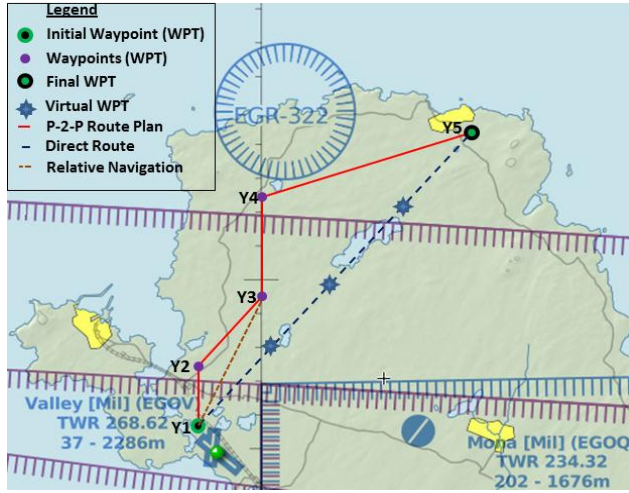 Legend
Initial Waypoint (WPT)
Waypoints (WPT)
Final WPT
Virtual WPT
P-2-P Route Plan
Direct Route
Relative Navigation
EGR-322
Y5
Y4
Y3
Y2
Y1
Valley [Mil] (EGOV)
TWR 268.62
37 - 2286m
Mona [Mil] (EGOQ
TWR 234.32
202 - 1676m